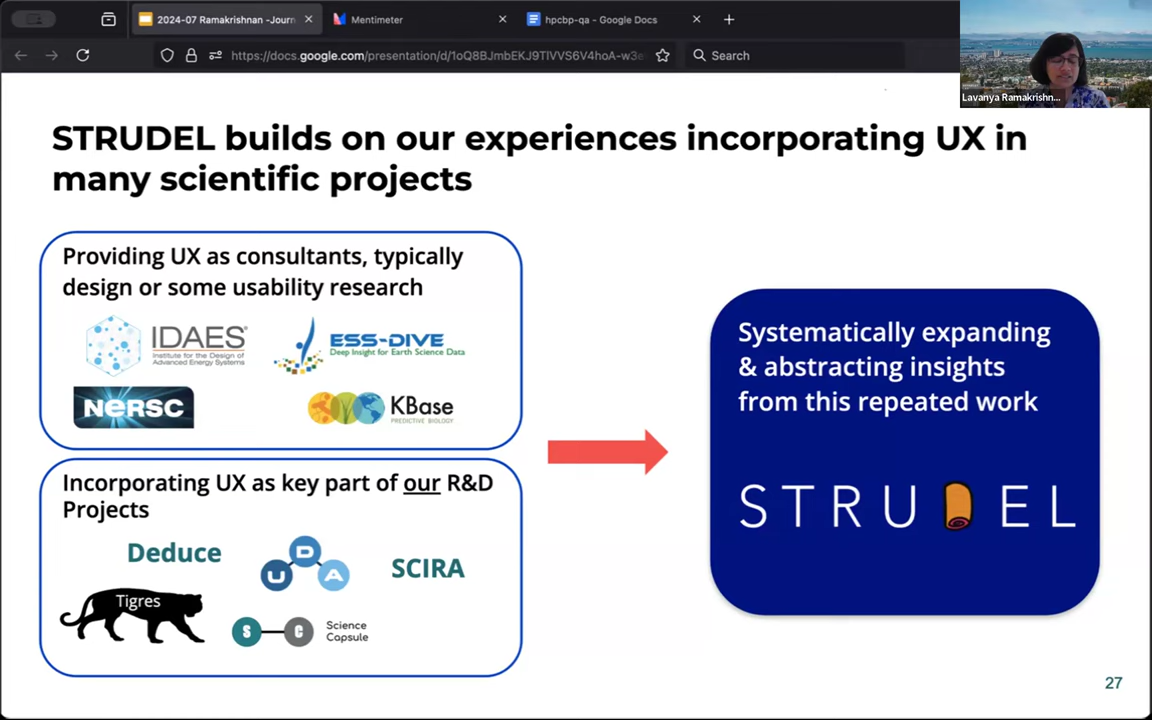 2024-07 Ramakrishnan -Journ
Mentimeter
hpcbp-qa - Google Docs
https://docs.google.com/presentation/d/1oQ8BJmbEKJ9TlVVS6V4hoA-w3e
Search
Lavanya Ramakrishn...
STRUDEL builds on our experiences incorporating UX in
many scientific projects
Providing UX as consultants, typically
design or some usability research
IDAES
Institute for the Design of
Advanced Energy Systems
ESS-DIVE
Deep Insight for Earth Science Data
NERSC
KBase
PREDICTIVE BIOLOGY
Incorporating UX as key part of our R&D
Projects
Deduce
U D A
SCIRA
Tigres
S C
Science
Capsule
Systematically expanding
& abstracting insights
from this repeated work
STRUDEL
27